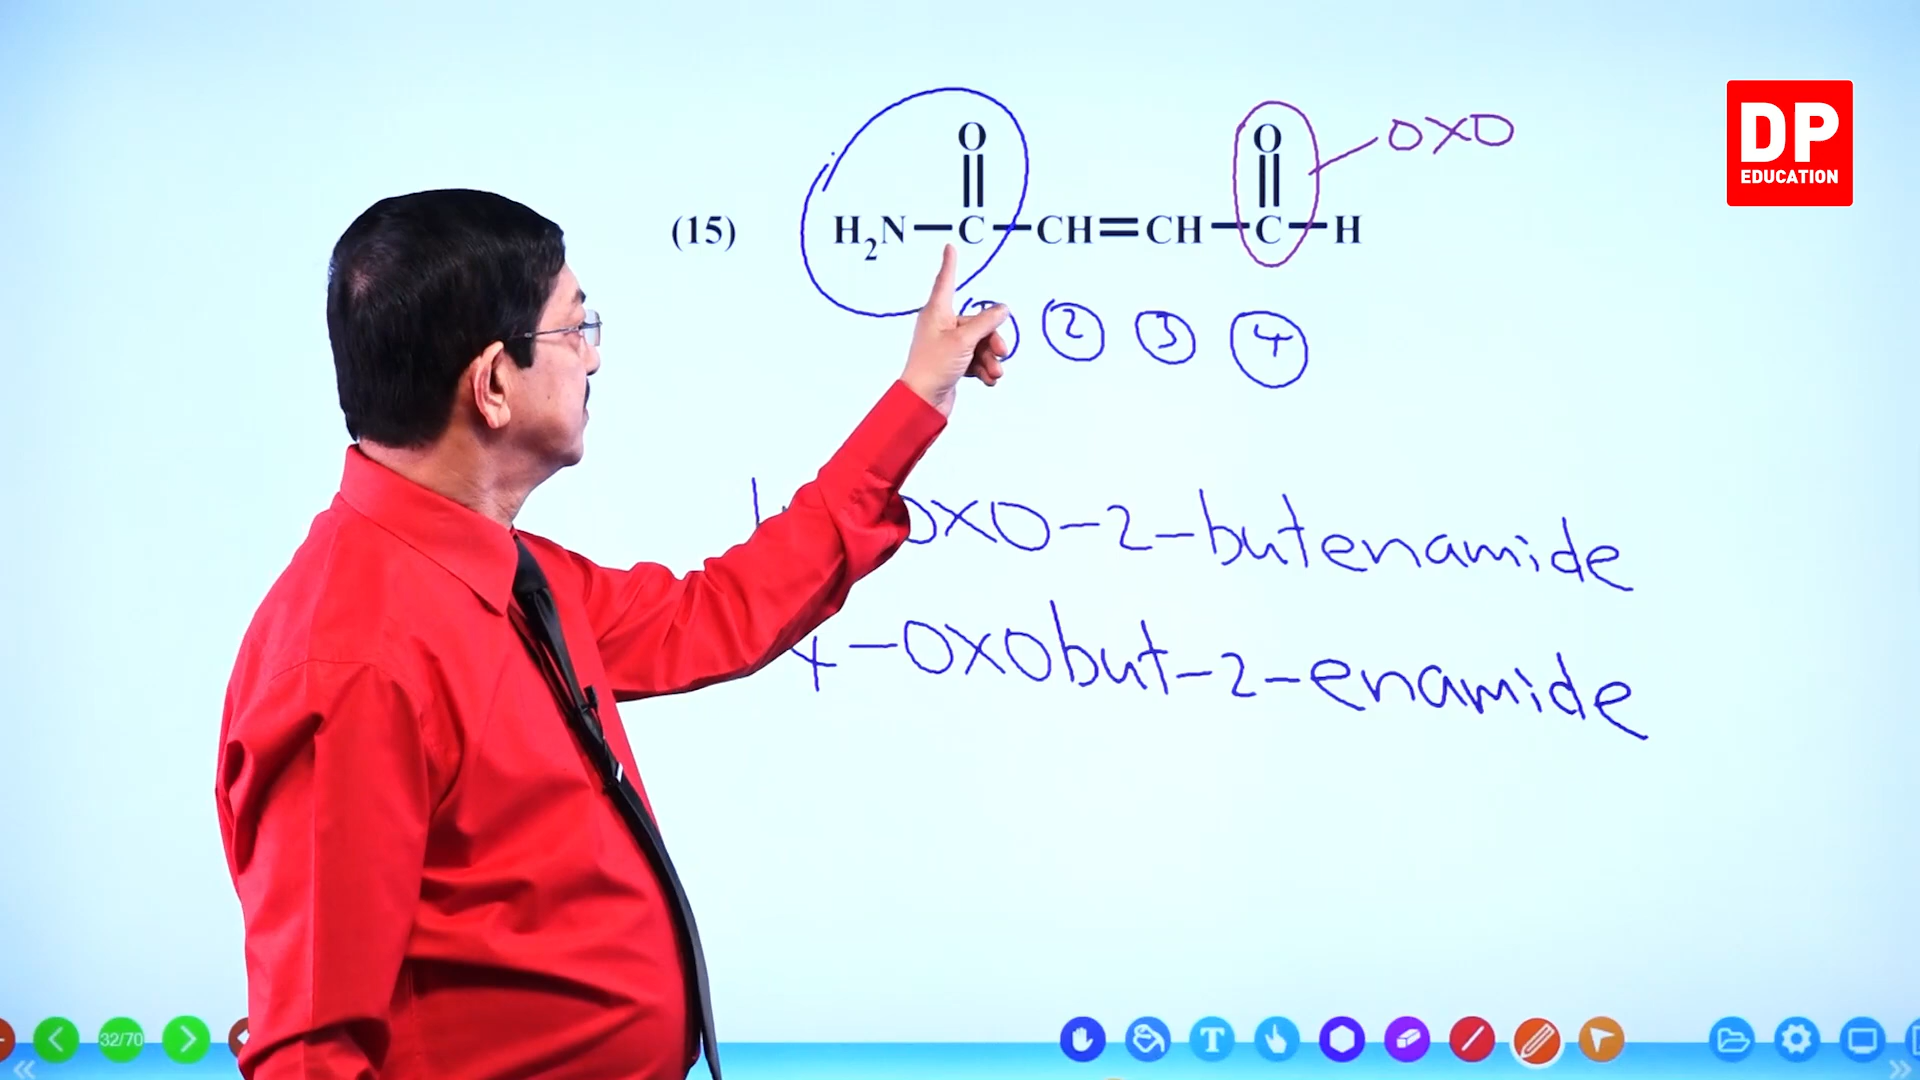 DP
EDUCATION
OXO
O O
(15) H₂N—C—CH=CH—C—H
2 3 4
OXO-2-butenamide
4-OXObut-2-enamide
32/70
T